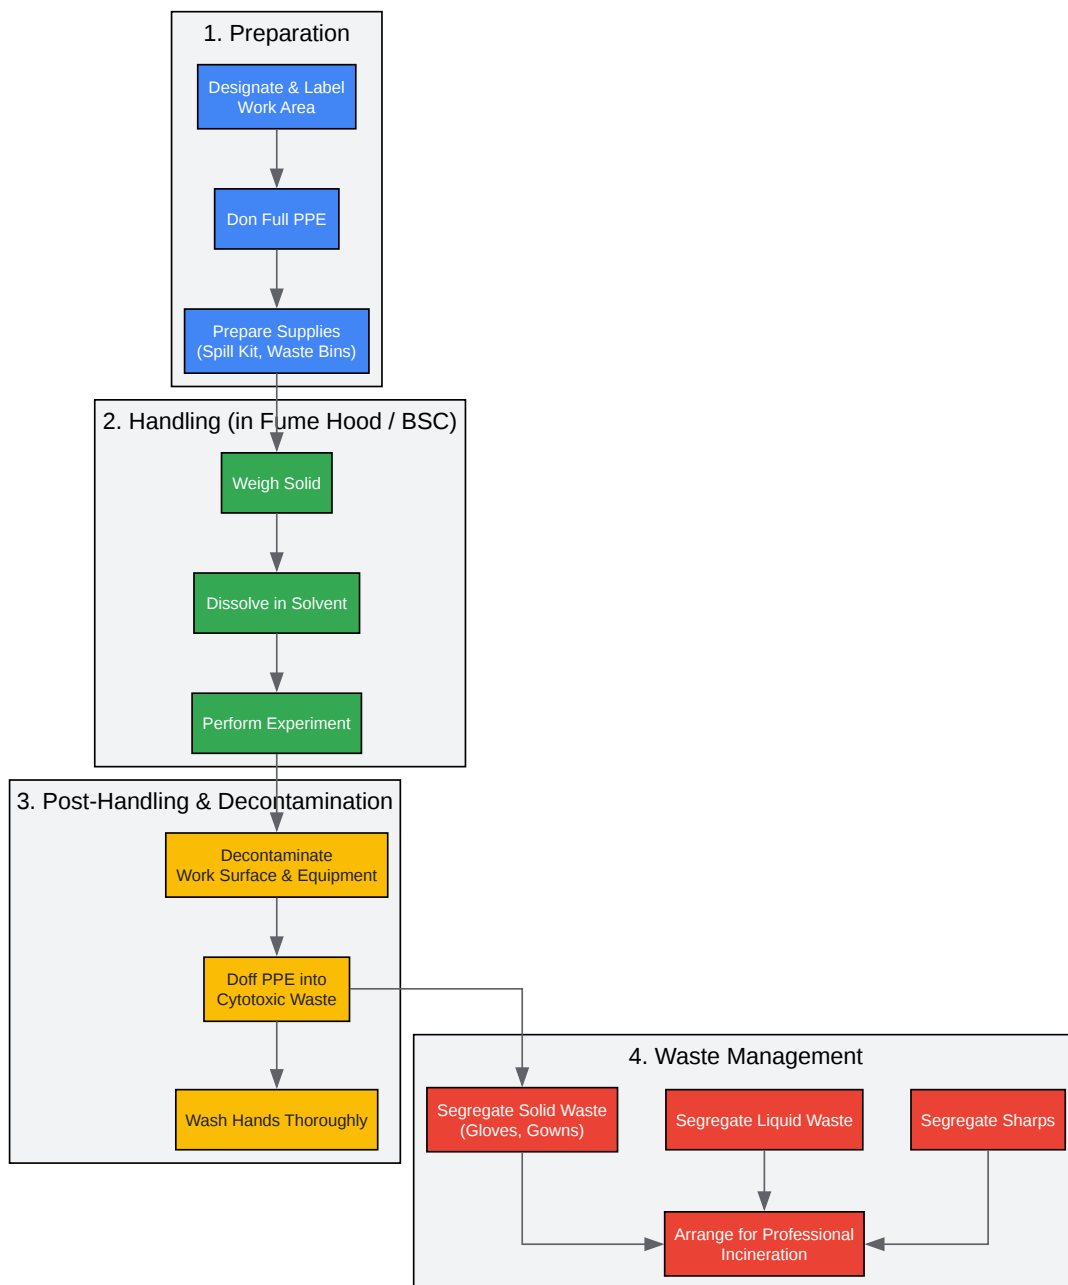 1. Preparation
Designate & Label
Work Area
Don Full PPE
Prepare Supplies
(Spill Kit, Waste Bins)
2. Handling (in Fume Hood / BSC)
Weigh Solid
Dissolve in Solvent
Perform Experiment
3. Post-Handling & Decontamination
Decontaminate
Work Surface & Equipment
Doff PPE into
Cytotoxic Waste
Wash Hands Thoroughly
4. Waste Management
Segregate Solid Waste
(Gloves, Gowns)
Segregate Liquid Waste
Segregate Sharps
Arrange for Professional
Incineration